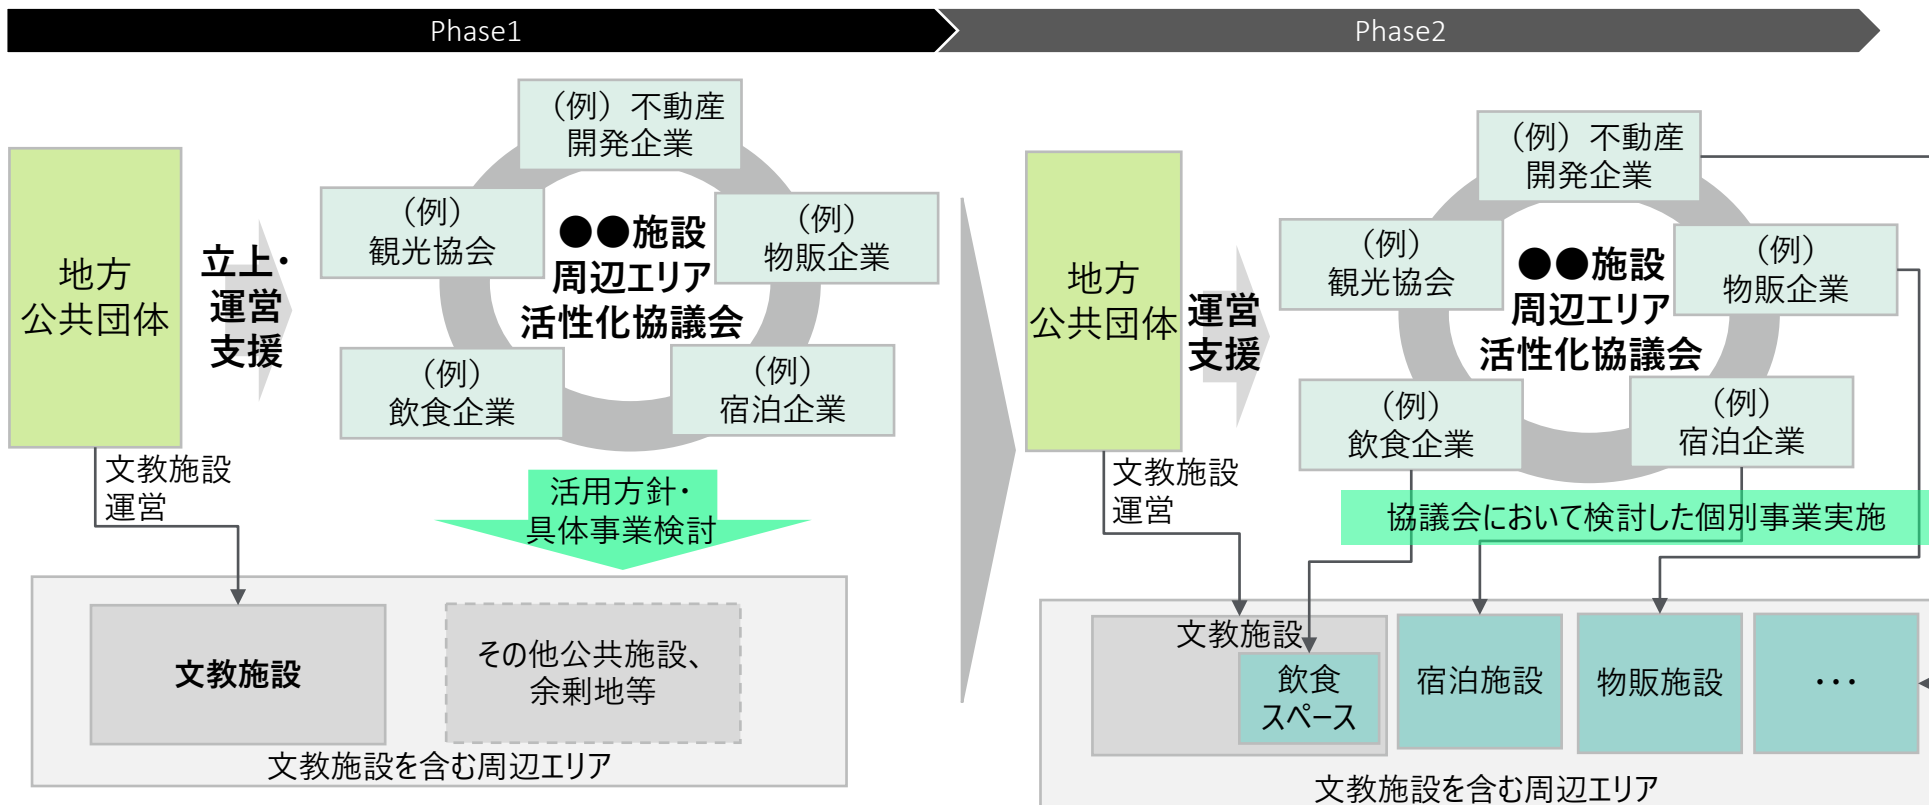 Phase1
Phase2
地方
公共団体
立上・
運営
支援
（例）不動産
開発企業
（例）
観光協会
（例）
物販企業
●●施設
周辺エリア
活性化協議会
（例）
飲食企業
（例）
宿泊企業
文教施設
運営
活用方針・
具体事業検討
文教施設
その他公共施設、
余剰地等
文教施設を含む周辺エリア
地方
公共団体
運営
支援
（例）不動産
開発企業
（例）
観光協会
（例）
物販企業
●●施設
周辺エリア
活性化協議会
（例）
飲食企業
（例）
宿泊企業
文教施設
運営
協議会において検討した個別事業実施
文教施設
飲食
スペース
宿泊施設
物販施設
・・・
文教施設を含む周辺エリア